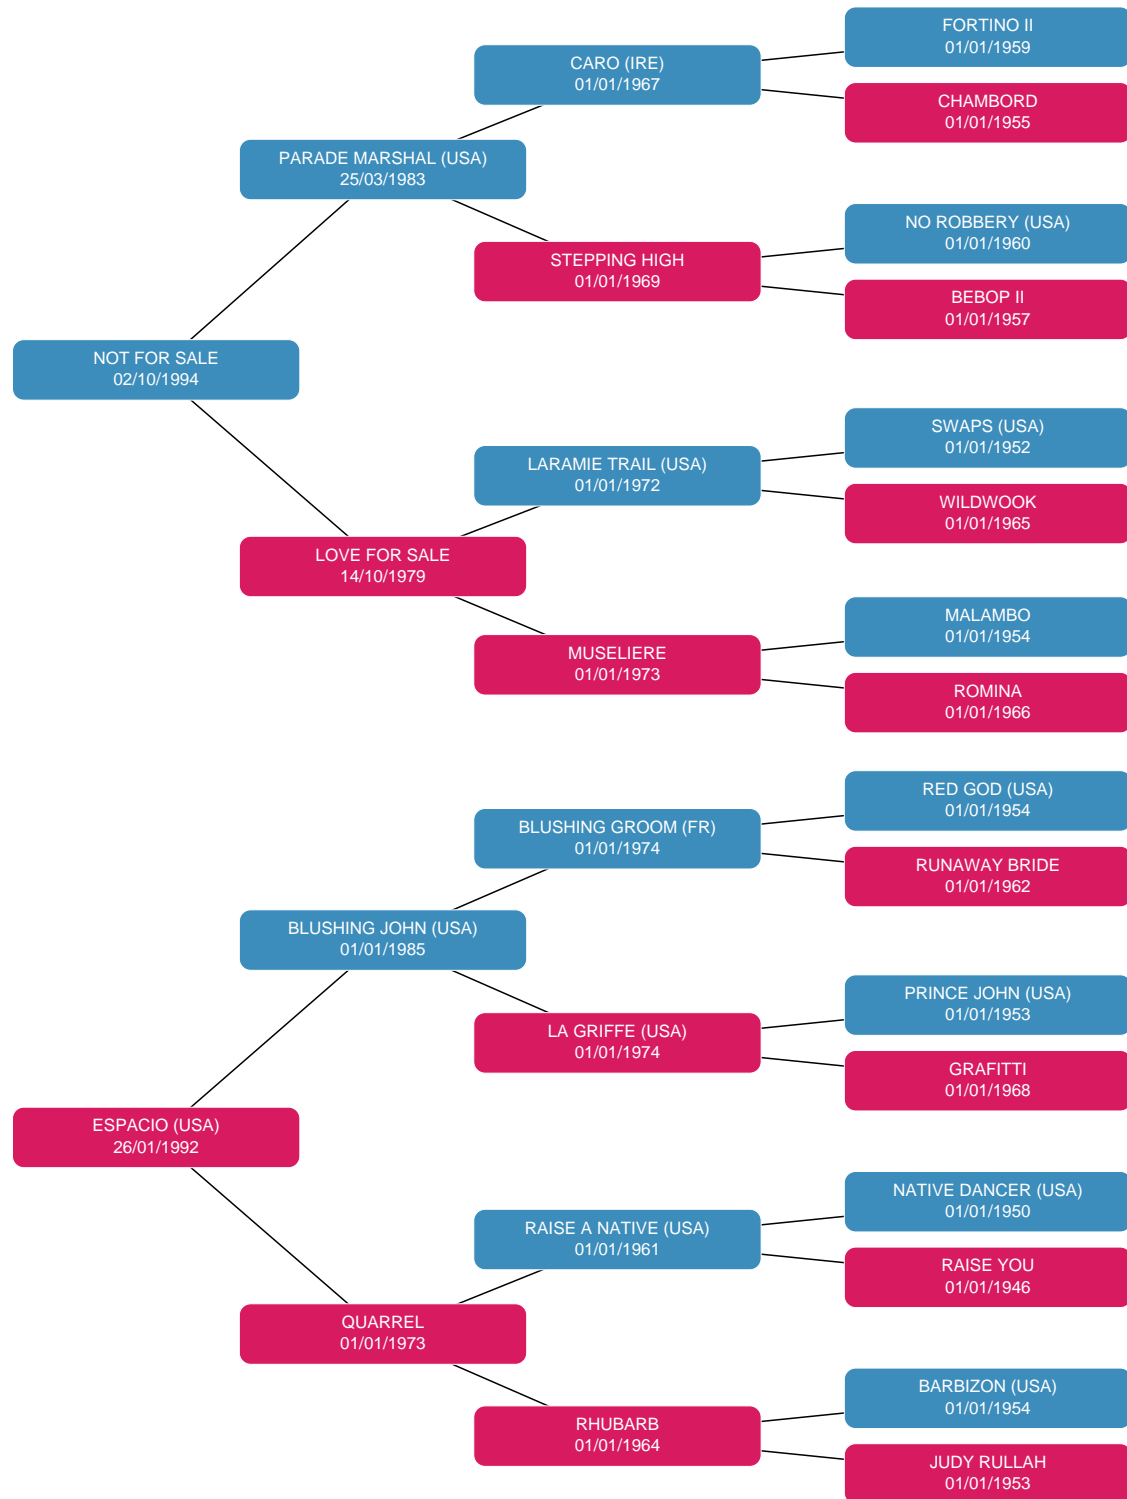 FORTINO II
01/01/1959
CARO (IRE)
01/01/1967
CHAMBORD
01/01/1955
PARADE MARSHAL (USA)
25/03/1983
NO ROBBERY (USA)
01/01/1960
STEPPING HIGH
01/01/1969
BEBOP II
01/01/1957
NOT FOR SALE
02/10/1994
SWAPS (USA)
01/01/1952
LARAMIE TRAIL (USA)
01/01/1972
WILDWOOK
01/01/1965
LOVE FOR SALE
14/10/1979
MALAMBO
01/01/1954
MUSELIERE
01/01/1973
ROMINA
01/01/1966
RED GOD (USA)
01/01/1954
BLUSHING GROOM (FR)
01/01/1974
RUNAWAY BRIDE
01/01/1962
BLUSHING JOHN (USA)
01/01/1985
PRINCE JOHN (USA)
01/01/1953
LA GRIFFE (USA)
01/01/1974
GRAFITTI
01/01/1968
ESPACIO (USA)
26/01/1992
NATIVE DANCER (USA)
01/01/1950
RAISE A NATIVE (USA)
01/01/1961
RAISE YOU
01/01/1946
QUARREL
01/01/1973
BARBIZON (USA)
01/01/1954
RHUBARB
01/01/1964
JUDY RULLAH
01/01/1953